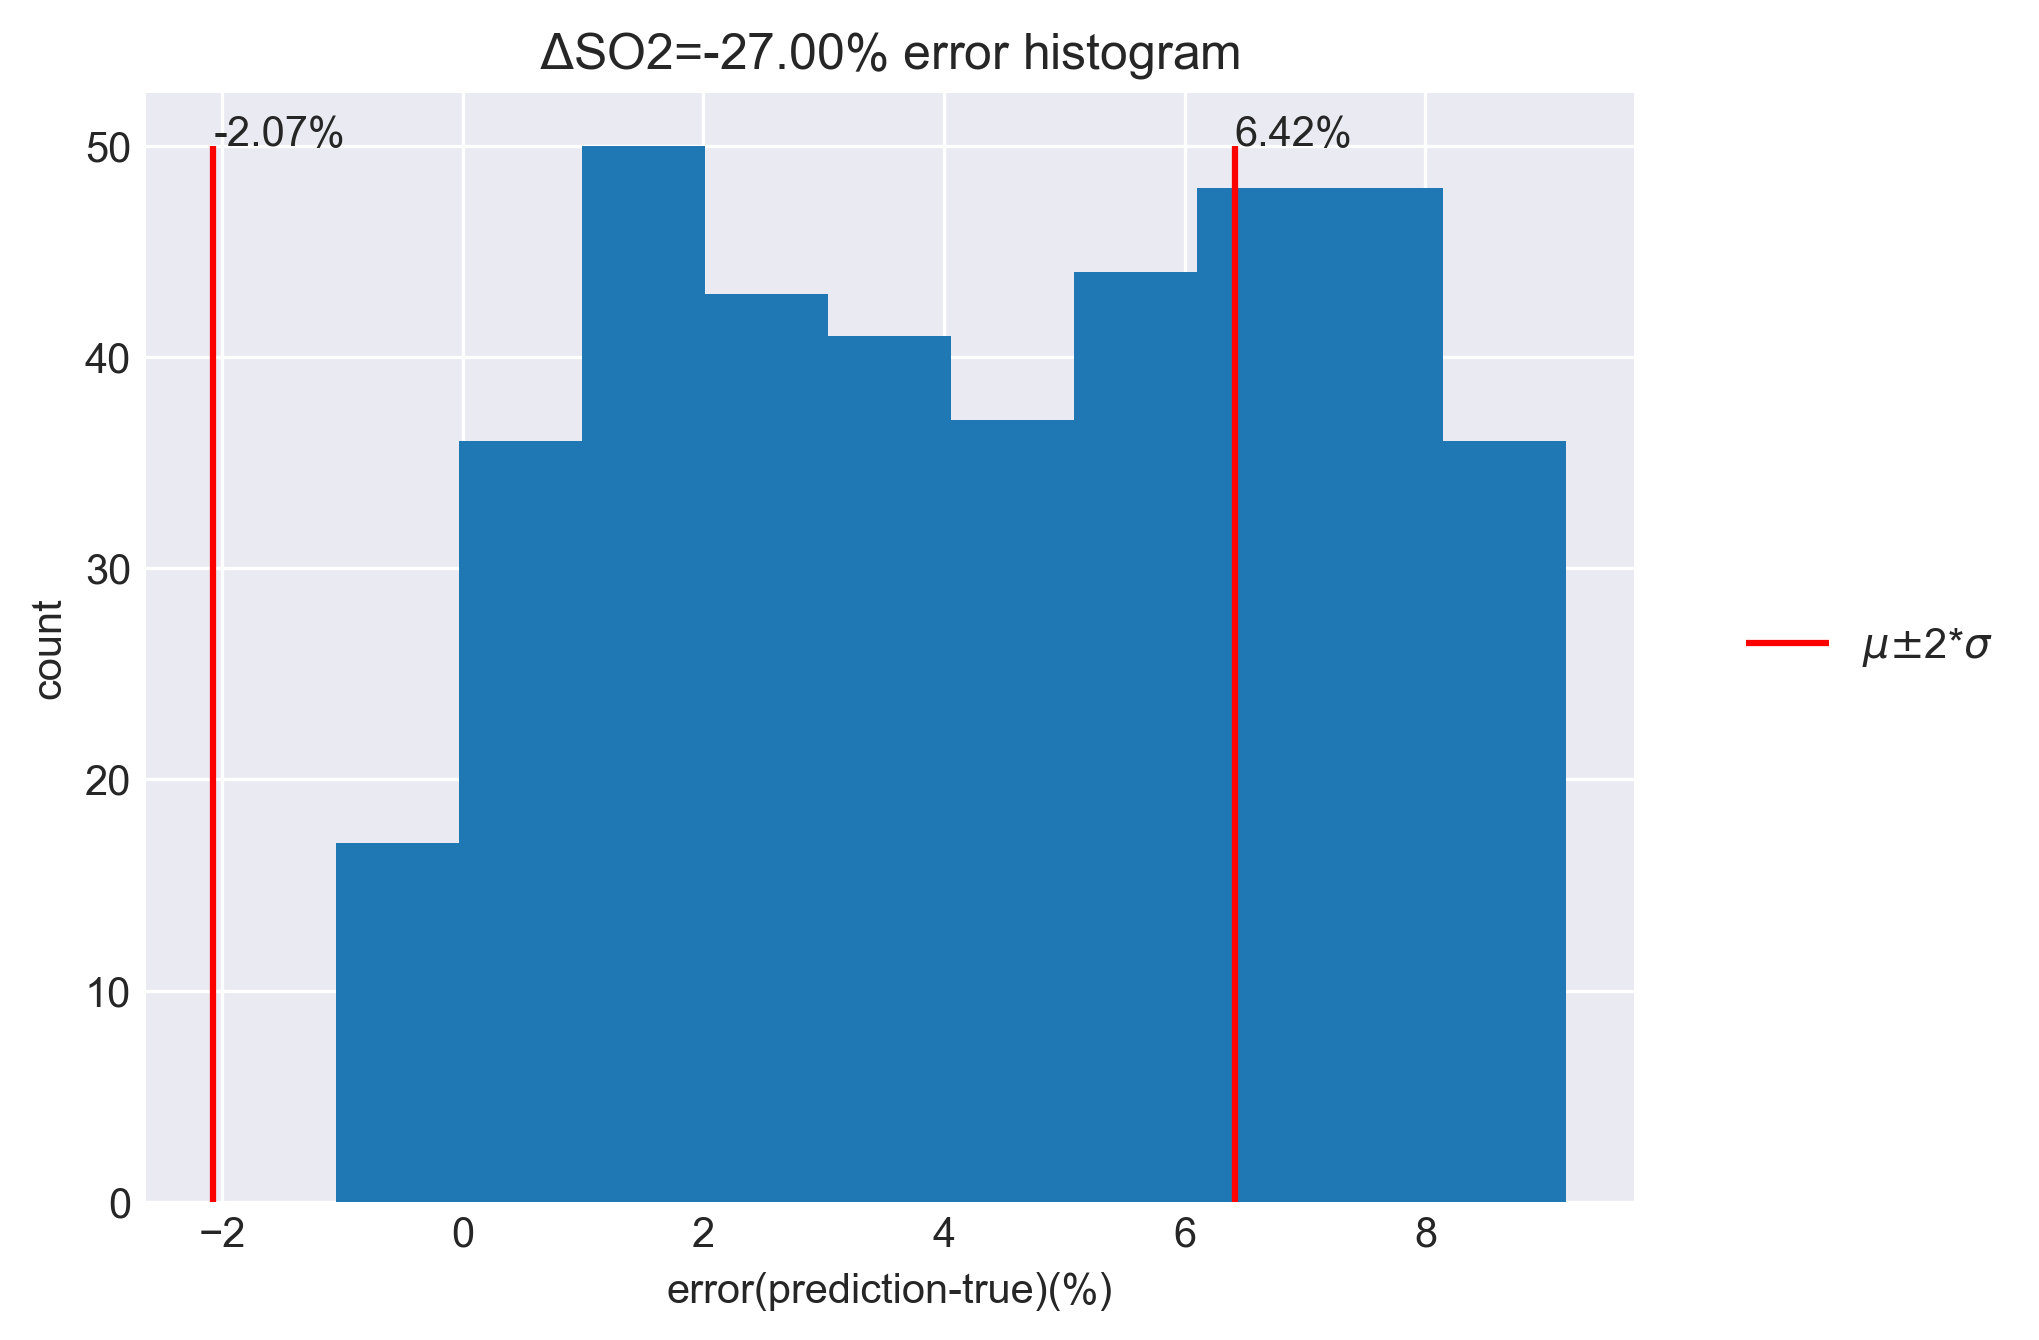 ΔSO2=-27.00% error histogram
-2.07%
6.42%
50
40
30
20
10
0
count
−2 0 2 4 6 8
error(prediction-true)(%)
μ±2*σ